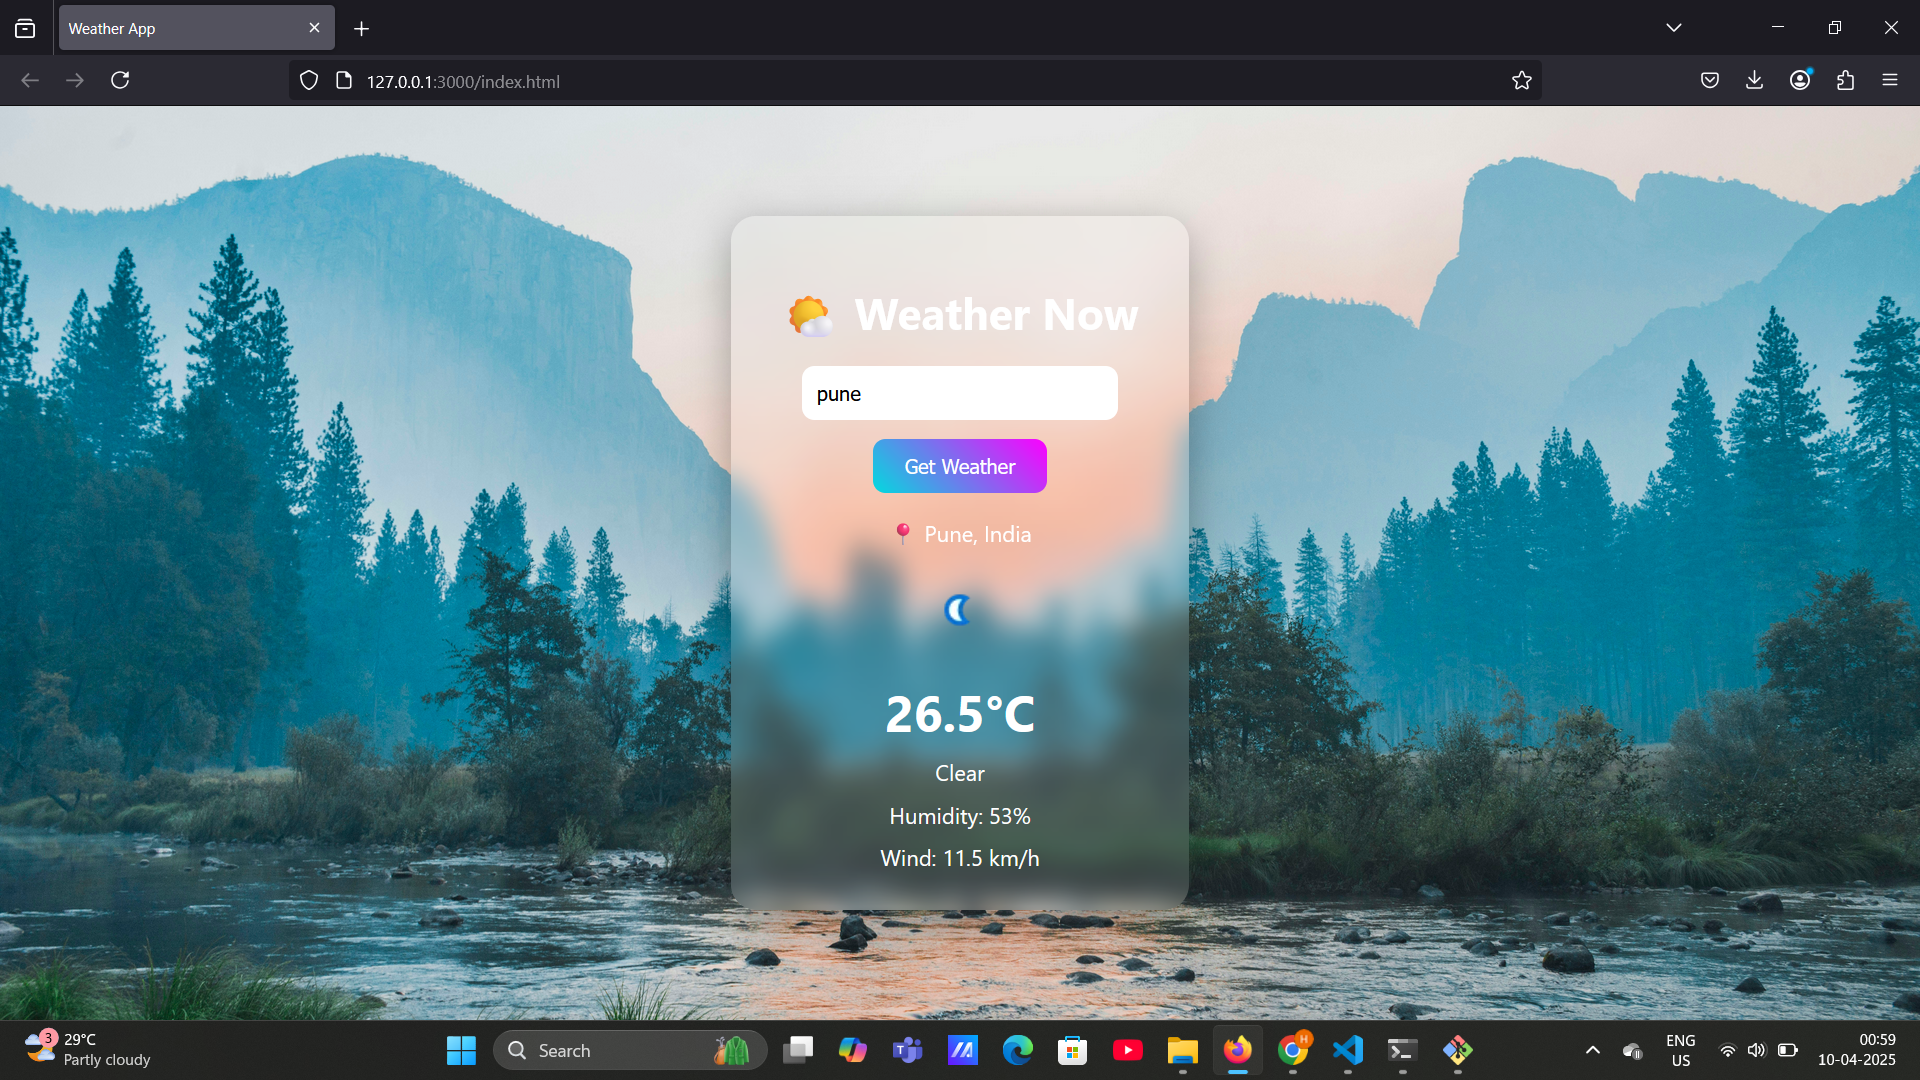 Weather App
127.0.0.1:3000/index.html
Weather Now
pune
Get Weather
Pune, India
26.5°C
Clear
Humidity: 53%
Wind: 11.5 km/h
3
29°C
Partly cloudy
Search
T
H
ENG
US
00:59
10-04-2025